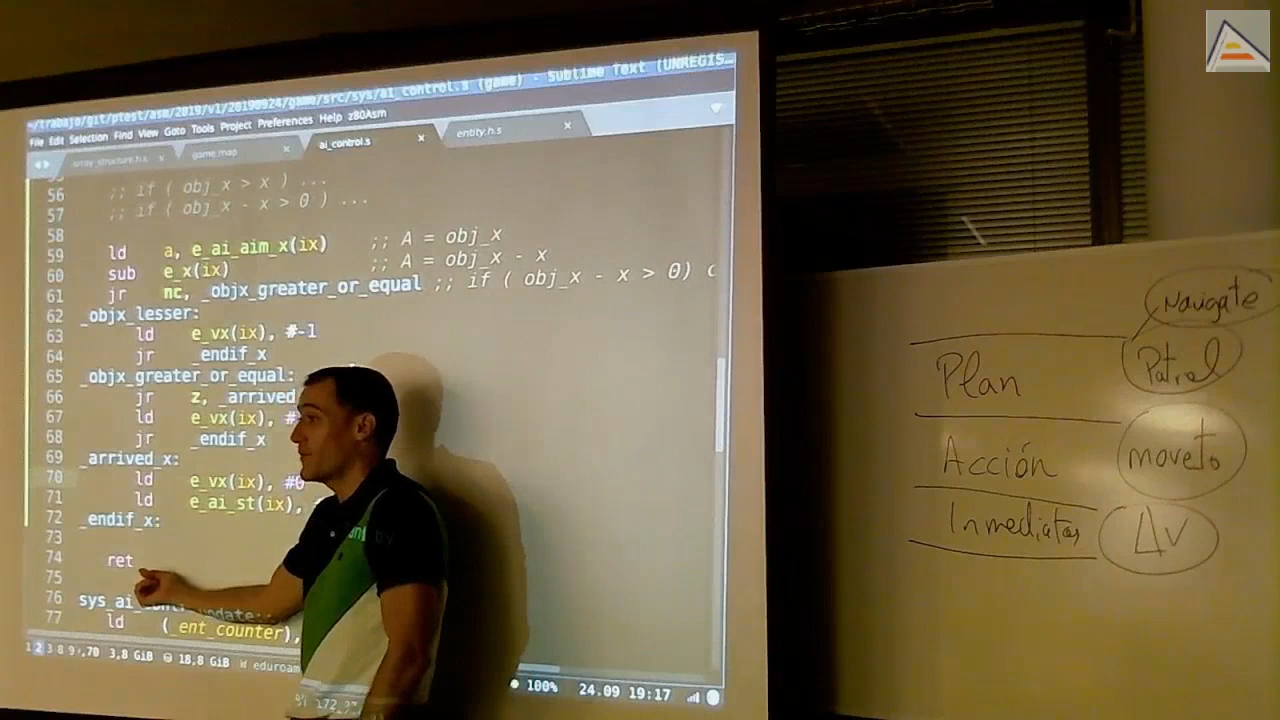 ~/trabajo/git/ptest/asm/2019/v1/20190924/game/src/sys/ai_control.s (game) - Sublime Text (UNREGIS…
File Edit Selection Find View Goto Tools Project Preferences Help z80Asm
array_structure.h.s × game.map × ai_control.s × entity.h.s ×
56 ;; if ( obj_x > x ) ...
57 ;; if ( obj_x - x > 0 ) ...
58
59 ld a, e_ai_aim_x(ix) ;; A = obj_x
60 sub e_x(ix) ;; A = obj_x - x
61 jr nc, _objx_greater_or_equal ;; if ( obj_x - x > 0)
62 _objx_lesser:
63 ld e_vx(ix), #-1
64 jr _endif_x
65 _objx_greater_or_equal:
66 jr z, _arrived
67 ld e_vx(ix), #
68 jr _endif_x
69 _arrived_x:
70 ld e_vx(ix), #0
71 ld e_ai_st(ix),
72 _endif_x:
73
74 ret
75
76 sys_ai_
77 ld (_ent_counter),
3,8 GiB 18,8 GiB W eduroam
100% 24.09 19:17
Navigate
Plan Patrol
Acción moveto
Inmediatas Δv